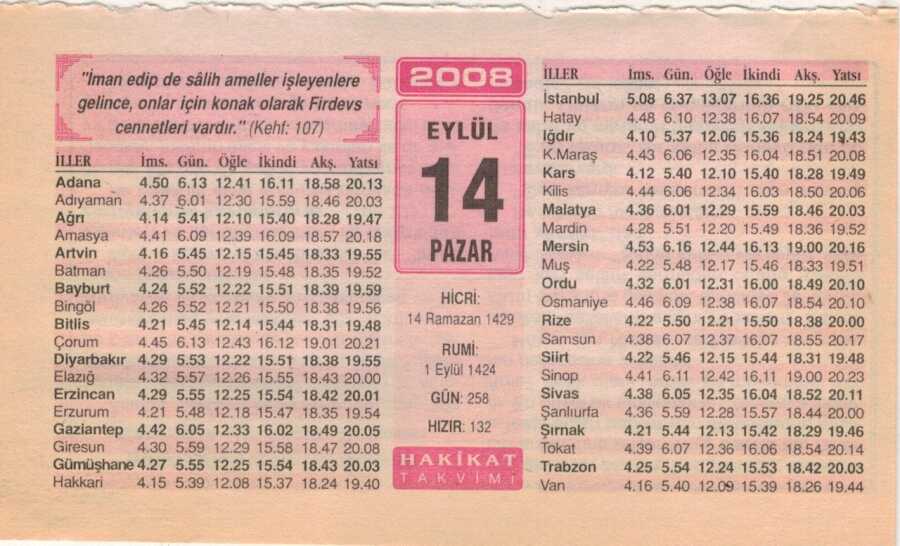 "İman edip de sâlih ameller işleyenlere
gelince, onlar için konak olarak Firdevs
cennetleri vardır." (Kehf: 107)
İLLER İms. Gün. Öğle İkindi Akş. Yatsı
Adana 4.50 6.13 12.41 16.11 18.58 20.13
Adıyaman 4.37 6.01 12.30 15.59 18.46 20.03
Ağrı 4.14 5.41 12.10 15.40 18.28 19.47
Amasya 4.41 6.09 12.39 16.09 18.57 20.18
Artvin 4.16 5.45 12.15 15.45 18.33 19.55
Batman 4.26 5.50 12.19 15.48 18.35 19.52
Bayburt 4.24 5.52 12.22 15.51 18.39 19.59
Bingöl 4.26 5.52 12.21 15.50 18.38 19.56
Bitlis 4.21 5.45 12.14 15.44 18.31 19.48
Çorum 4.45 6.13 12.43 16.12 19.01 20.21
Diyarbakır 4.29 5.53 12.22 15.51 18.38 19.55
Elazığ 4.32 5.57 12.26 15.55 18.43 20.00
Erzincan 4.29 5.55 12.25 15.54 18.42 20.01
Erzurum 4.21 5.48 12.18 15.47 18.35 19.54
Gaziantep 4.42 6.05 12.33 16.02 18.49 20.05
Giresun 4.30 5.59 12.29 15.58 18.47 20.08
Gümüşhane 4.27 5.55 12.25 15.54 18.43 20.03
Hakkari 4.15 5.39 12.08 15.37 18.24 19.40
2008
EYLÜL
14
PAZAR
HİCRİ:
14 Ramazan 1429
RUMİ:
1 Eylül 1424
GÜN: 258
HIZIR: 132
HAKİKAT
TAKVİMİ
İLLER İms. Gün. Öğle İkindi Akş. Yatsı
İstanbul 5.08 6.37 13.07 16.36 19.25 20.46
Hatay 4.48 6.10 12.38 16.07 18.54 20.09
Iğdır 4.10 5.37 12.06 15.36 18.24 19.43
K.Maraş 4.43 6.06 12.35 16.04 18.51 20.08
Kars 4.12 5.40 12.10 15.40 18.28 19.49
Kilis 4.44 6.06 12.34 16.03 18.50 20.06
Malatya 4.36 6.01 12.29 15.59 18.46 20.03
Mardin 4.28 5.51 12.20 15.49 18.36 19.52
Mersin 4.53 6.16 12.44 16.13 19.00 20.16
Muş 4.22 5.48 12.17 15.46 18.33 19.51
Ordu 4.32 6.01 12.31 16.00 18.49 20.10
Osmaniye 4.46 6.09 12.38 16.07 18.54 20.10
Rize 4.22 5.50 12.21 15.50 18.38 20.00
Samsun 4.38 6.07 12.37 16.07 18.55 20.17
Siirt 4.22 5.46 12.15 15.44 18.31 19.48
Sinop 4.41 6.11 12.42 16.11 19.00 20.23
Sivas 4.38 6.05 12.35 16.04 18.52 20.11
Şanlıurfa 4.36 5.59 12.28 15.57 18.44 20.00
Şırnak 4.21 5.44 12.13 15.42 18.29 19.46
Tokat 4.39 6.07 12.36 16.06 18.54 20.14
Trabzon 4.25 5.54 12.24 15.53 18.42 20.03
Van 4.16 5.40 12.09 15.39 18.26 19.44